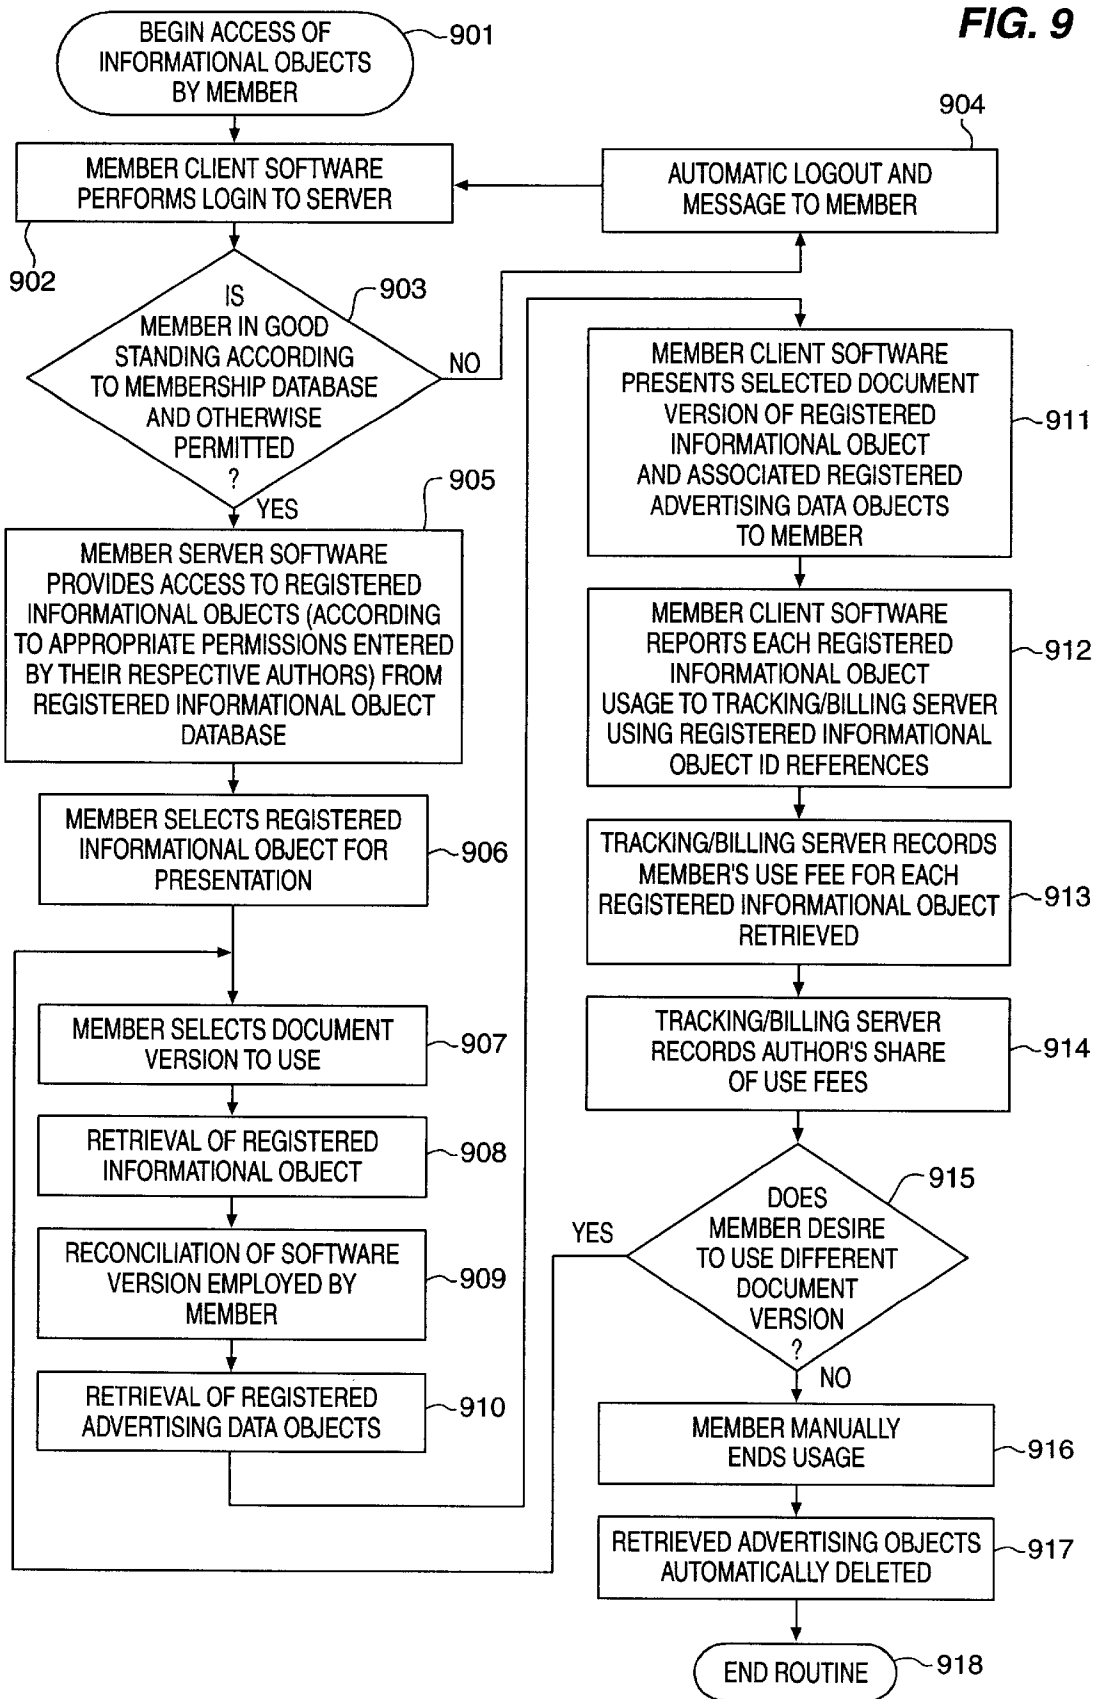 FIG. 9
BEGIN ACCESS OF
INFORMATIONAL OBJECTS
BY MEMBER
901
MEMBER CLIENT SOFTWARE
PERFORMS LOGIN TO SERVER
902
904
AUTOMATIC LOGOUT AND
MESSAGE TO MEMBER
IS
MEMBER IN GOOD
STANDING ACCORDING
TO MEMBERSHIP DATABASE
AND OTHERWISE
PERMITTED
?
903
NO
YES
905
MEMBER SERVER SOFTWARE
PROVIDES ACCESS TO REGISTERED
INFORMATIONAL OBJECTS (ACCORDING
TO APPROPRIATE PERMISSIONS ENTERED
BY THEIR RESPECTIVE AUTHORS) FROM
REGISTERED INFORMATIONAL OBJECT
DATABASE
MEMBER SELECTS REGISTERED
INFORMATIONAL OBJECT FOR
PRESENTATION
906
MEMBER SELECTS DOCUMENT
VERSION TO USE
907
RETRIEVAL OF REGISTERED
INFORMATIONAL OBJECT
908
RECONCILIATION OF SOFTWARE
VERSION EMPLOYED BY
MEMBER
909
RETRIEVAL OF REGISTERED
ADVERTISING DATA OBJECTS
910
MEMBER CLIENT SOFTWARE
PRESENTS SELECTED DOCUMENT
VERSION OF REGISTERED
INFORMATIONAL OBJECT
AND ASSOCIATED REGISTERED
ADVERTISING DATA OBJECTS
TO MEMBER
911
MEMBER CLIENT SOFTWARE
REPORTS EACH REGISTERED
INFORMATIONAL OBJECT
USAGE TO TRACKING/BILLING SERVER
USING REGISTERED INFORMATIONAL
OBJECT ID REFERENCES
912
TRACKING/BILLING SERVER RECORDS
MEMBER'S USE FEE FOR EACH
REGISTERED INFORMATIONAL OBJECT
RETRIEVED
913
TRACKING/BILLING SERVER
RECORDS AUTHOR'S SHARE
OF USE FEES
914
DOES
MEMBER DESIRE
TO USE DIFFERENT
DOCUMENT
VERSION
?
915
YES
NO
MEMBER MANUALLY
ENDS USAGE
916
RETRIEVED ADVERTISING OBJECTS
AUTOMATICALLY DELETED
917
END ROUTINE
918